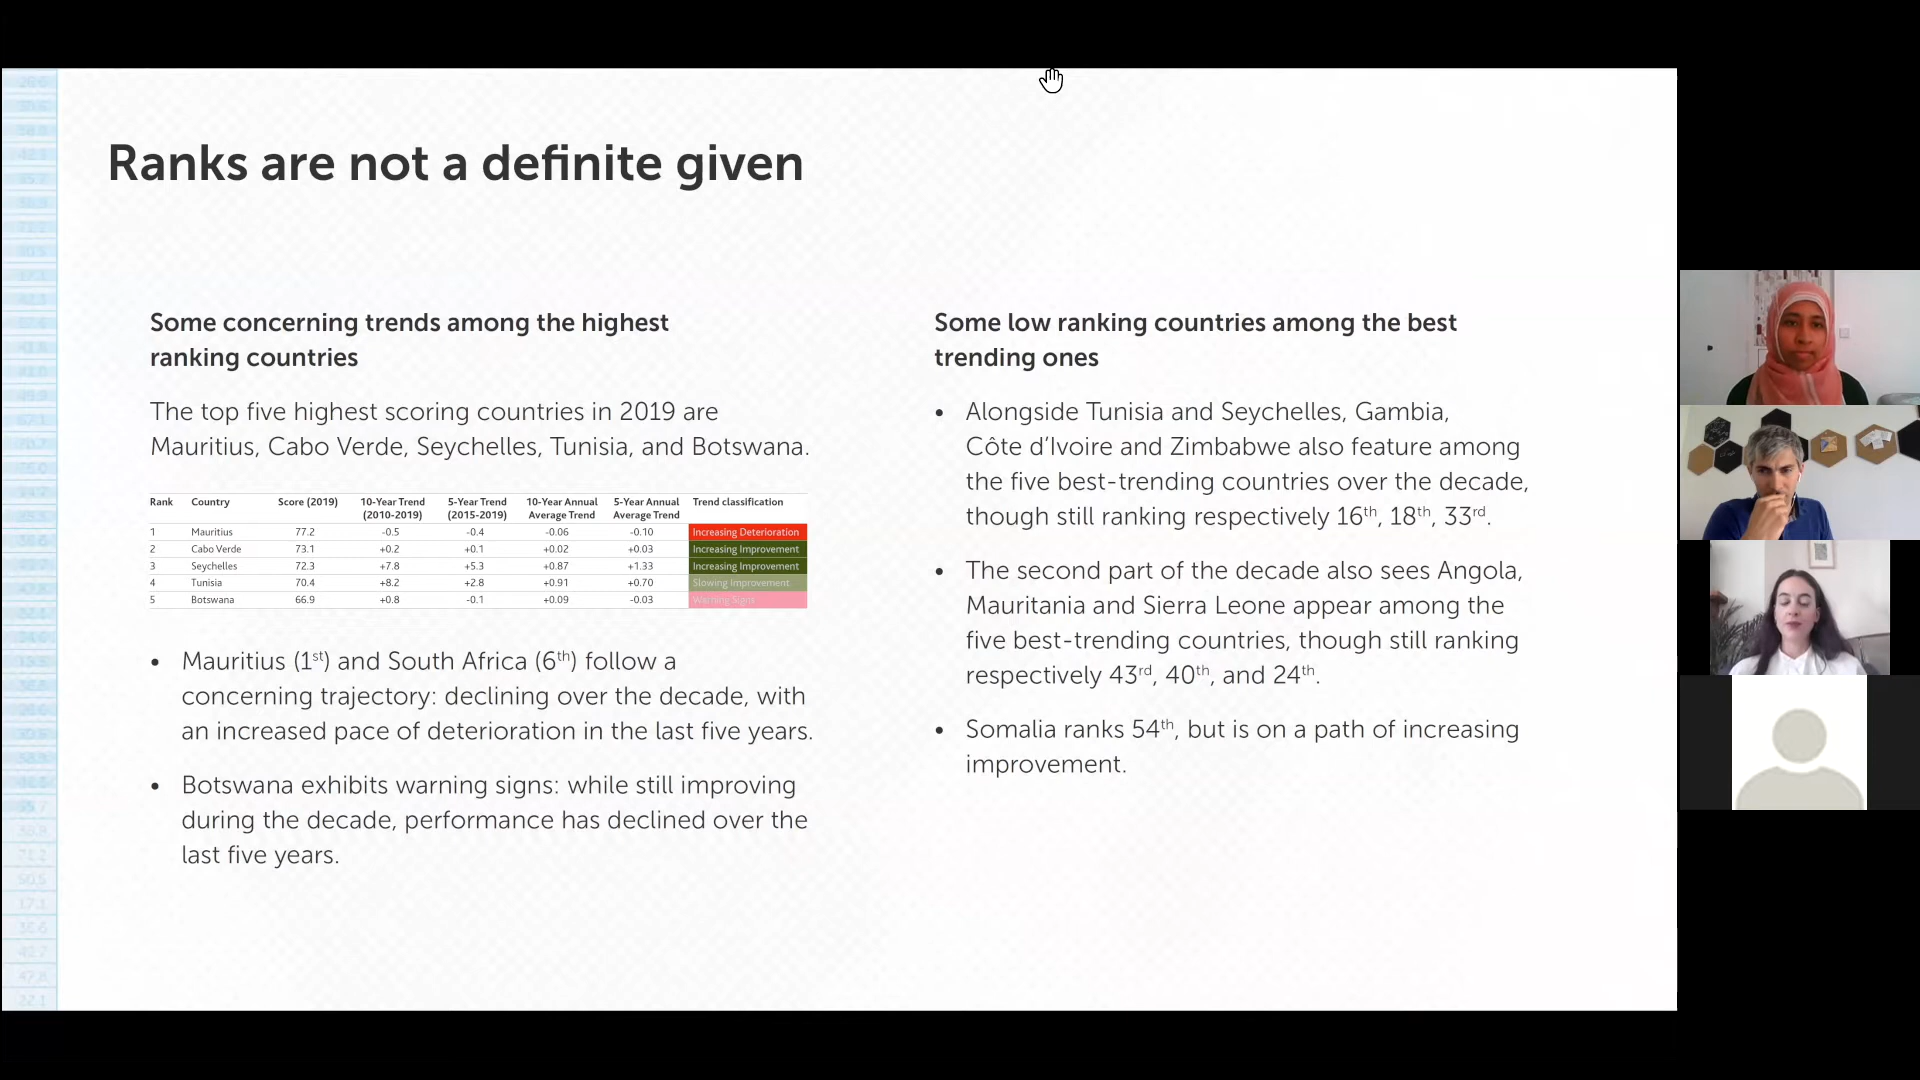 Ranks are not a definite given
Some concerning trends among the highest
ranking countries
The top five highest scoring countries in 2019 are
Mauritius, Cabo Verde, Seychelles, Tunisia, and Botswana.
Rank Country Score (2019) 10-Year Trend (2010-2019) 5-Year Trend (2015-2019) 10-Year Annual Average Trend 5-Year Annual Average Trend Trend classification
1 Mauritius 77.2 -0.5 -0.4 -0.06 -0.10 Increasing Deterioration
2 Cabo Verde 73.1 +0.2 +0.1 +0.02 +0.03 Increasing Improvement
3 Seychelles 72.3 +7.8 +5.3 +0.87 +1.33 Increasing Improvement
4 Tunisia 70.4 +8.2 +2.8 +0.91 +0.70 Slowing Improvement
5 Botswana 66.9 +0.8 -0.1 +0.09 -0.03 Warning Signs
• Mauritius (1st) and South Africa (6th) follow a
concerning trajectory: declining over the decade, with
an increased pace of deterioration in the last five years.
• Botswana exhibits warning signs: while still improving
during the decade, performance has declined over the
last five years.
Some low ranking countries among the best
trending ones
• Alongside Tunisia and Seychelles, Gambia,
Côte d’Ivoire and Zimbabwe also feature among
the five best-trending countries over the decade,
though still ranking respectively 16th, 18th, 33rd.
• The second part of the decade also sees Angola,
Mauritania and Sierra Leone appear among the
five best-trending countries, though still ranking
respectively 43rd, 40th, and 24th.
• Somalia ranks 54th, but is on a path of increasing
improvement.